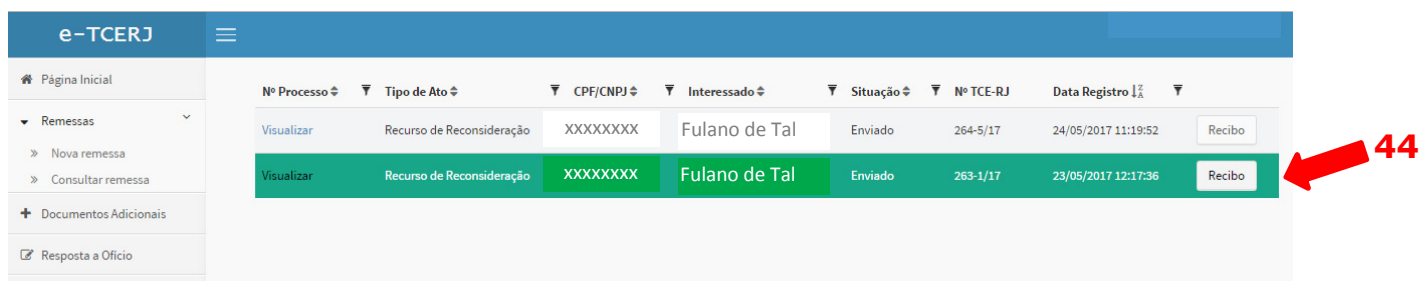 e-TCERJ
Página Inicial
Remessas
Nova remessa
Consultar remessa
Documentos Adicionais
Resposta a Ofício
Nº Processo Tipo de Ato CPF/CNPJ Interessado Situação Nº TCE-RJ Data Registro
Visualizar Recurso de Reconsideração XXXXXXXX Fulano de Tal Enviado 264-5/17 24/05/2017 11:19:52 Recibo
Visualizar Recurso de Reconsideração XXXXXXXX Fulano de Tal Enviado 263-1/17 23/05/2017 12:17:36 Recibo
44